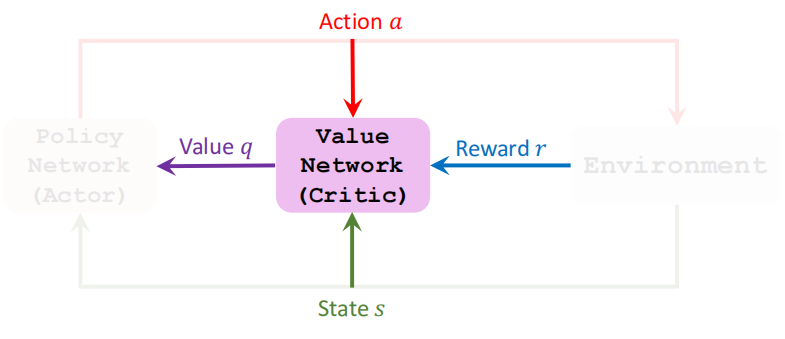 Action a
Policy
Network
(Actor)
Value q
Value
Network
(Critic)
Reward r
Environment
State s